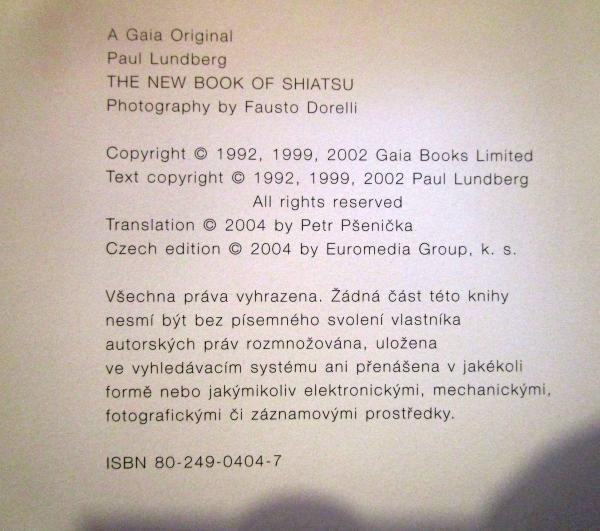 A Gaia Original
Paul Lundberg
THE NEW BOOK OF SHIATSU
Photography by Fausto Dorelli
Copyright © 1992, 1999, 2002 Gaia Books Limited
Text copyright © 1992, 1999, 2002 Paul Lundberg
All rights reserved
Translation © 2004 by Petr Pšenička
Czech edition © 2004 by Euromedia Group, k. s.
Všechna práva vyhrazena. Žádná část této knihy
nesmí být bez písemného svolení vlastníka
autorských práv rozmnožována, uložena
ve vyhledávacím systému ani přenášena v jakékoli
formě nebo jakýmikoliv elektronickými, mechanickými,
fotografickými či záznamovými prostředky.
ISBN 80-249-0404-7